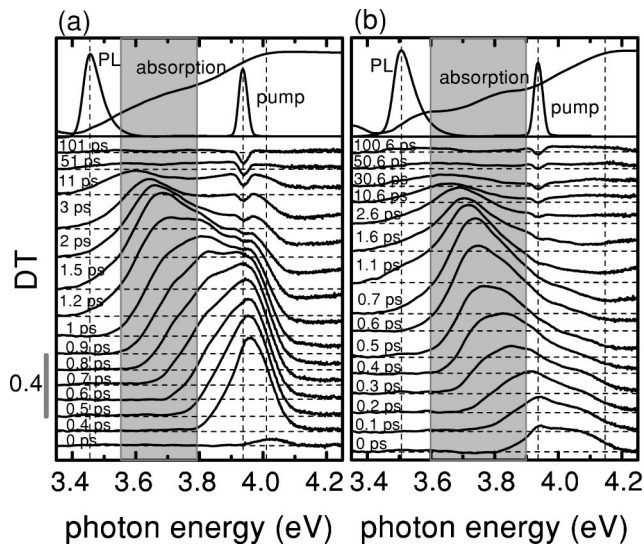 (a)
PL
absorption
pump
101 ps
51 ps
11 ps
3 ps
2 ps
1.5 ps
1.2 ps
1 ps
0.9 ps
0.8 ps
0.7 ps
0.6 ps
0.5 ps
0.4 ps
0 ps
DT
0.4
3.4 3.6 3.8 4.0 4.2
photon energy (eV)
(b)
PL
absorption
pump
100.6 ps
50.6 ps
30.6 ps
10.6 ps
2.6 ps
1.6 ps
1.1 ps
0.7 ps
0.6 ps
0.5 ps
0.4 ps
0.3 ps
0.2 ps
0.1 ps
0 ps
3.4 3.6 3.8 4.0 4.2
photon energy (eV)